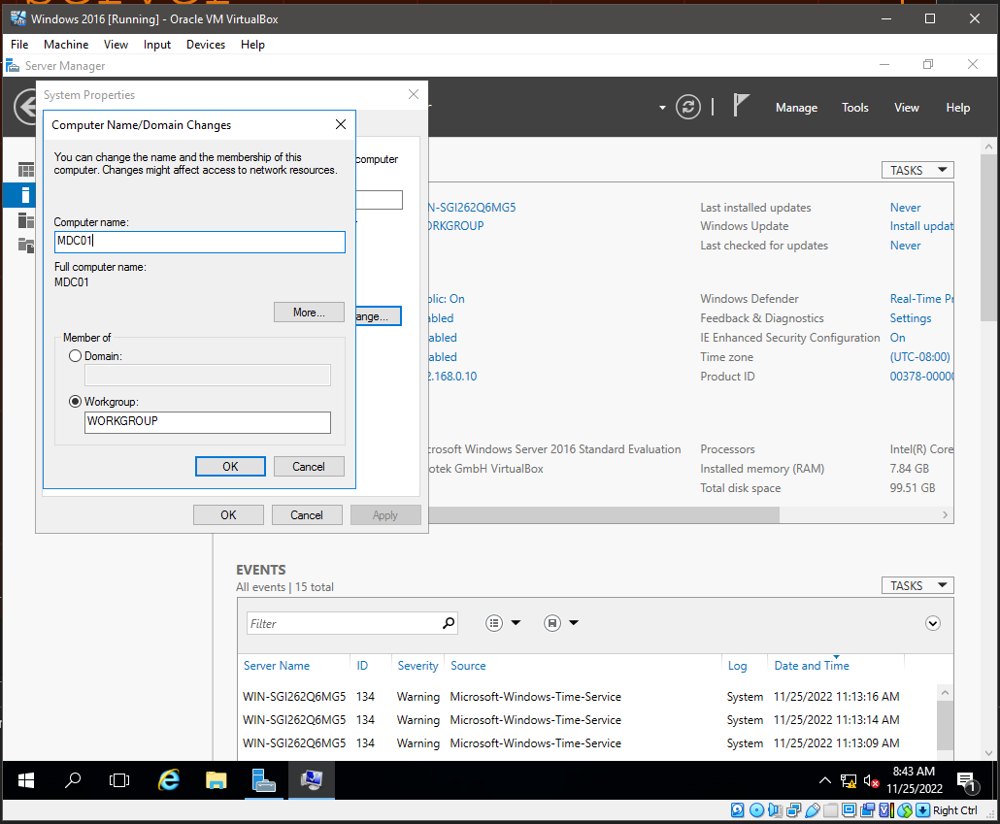 Windows 2016 [Running] - Oracle VM VirtualBox
File Machine View Input Devices Help
Server Manager
Manage Tools View Help
System Properties
Computer Name/Domain Changes
You can change the name and the membership of this
computer. Changes might affect access to network resources.
computer
Computer name:
MDC01
Full computer name:
MDC01
More...
ange...
Member of
Domain:
Workgroup:
WORKGROUP
OK Cancel
OK Cancel Apply
TASKS
N-SGI262Q6MG5 Last installed updates Never
ORKGROUP Windows Update Install updat
Last checked for updates Never
blic: On Windows Defender Real-Time Pr
abled Feedback & Diagnostics Settings
abled IE Enhanced Security Configuration On
abled Time zone (UTC-08:00)
2.168.0.10 Product ID 00378-0000
crosoft Windows Server 2016 Standard Evaluation Processors Intel(R) Core
otek GmbH VirtualBox Installed memory (RAM) 7.84 GB
Total disk space 99.51 GB
EVENTS
All events | 15 total
TASKS
Filter
Server Name ID Severity Source Log Date and Time
WIN-SGI262Q6MG5 134 Warning Microsoft-Windows-Time-Service System 11/25/2022 11:13:16 AM
WIN-SGI262Q6MG5 134 Warning Microsoft-Windows-Time-Service System 11/25/2022 11:13:14 AM
WIN-SGI262Q6MG5 134 Warning Microsoft-Windows-Time-Service System 11/25/2022 11:13:09 AM
8:43 AM
11/25/2022
1
Right Ctrl